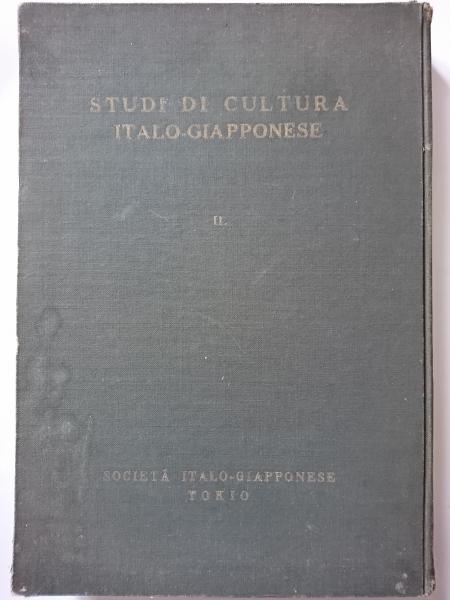 STUDI DI CULTURA
ITALO-GIAPPONESE
II.
SOCIETÀ ITALO-GIAPPONESE
TOKIO